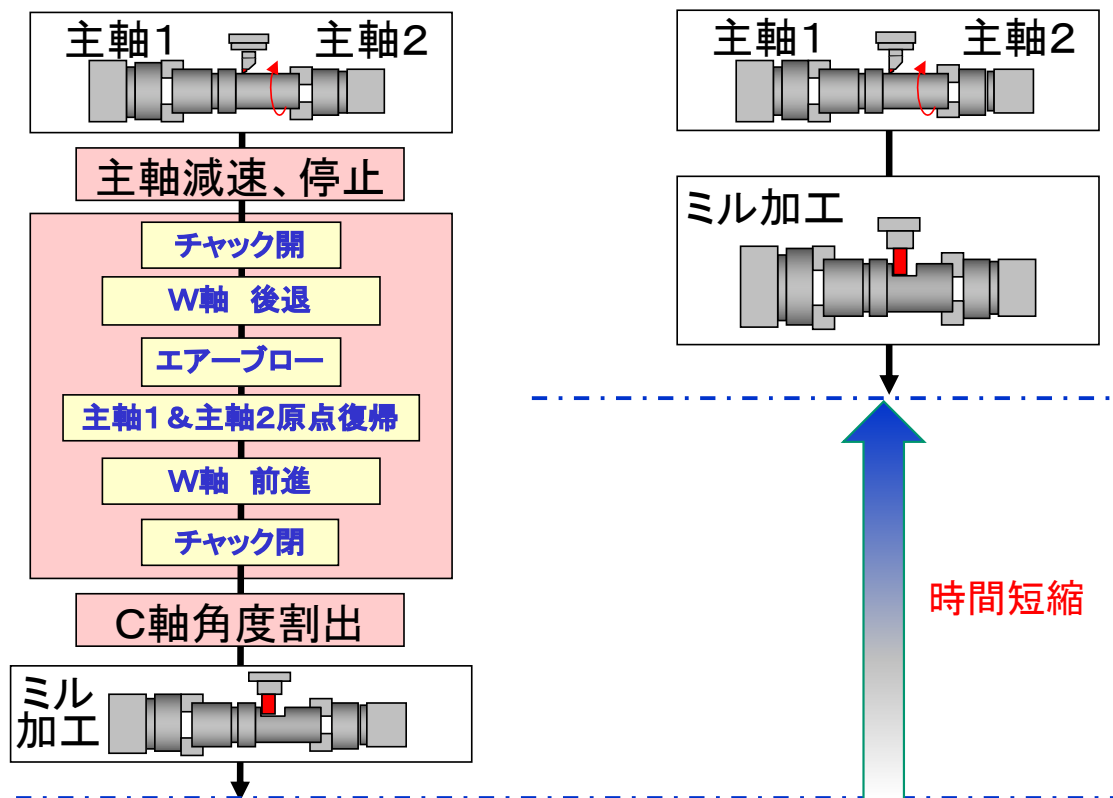 主軸1 主軸2
主軸減速、停止
チャック開
W軸 後退
エアーブロー
主軸1&主軸2原点復帰
W軸 前進
チャック閉
C軸角度割出
ミル
加工
主軸1 主軸2
ミル加工
時間短縮